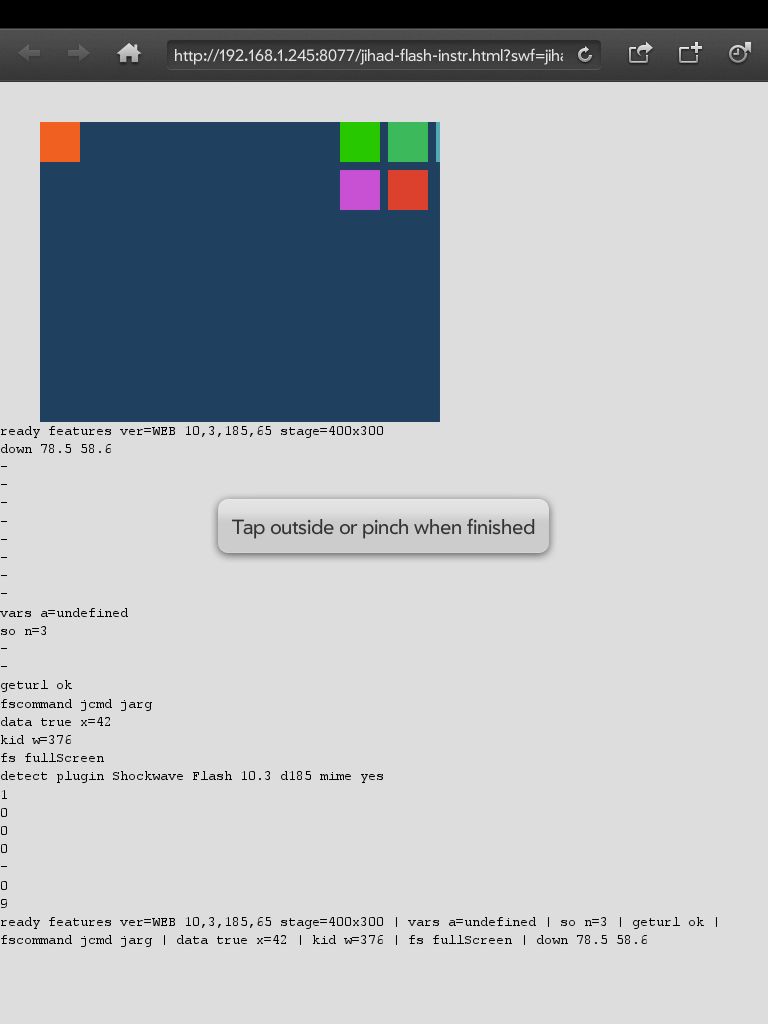 http://192.168.1.245:8077/jihad-flash-instr.html?swf=jiha
ready features ver=WEB 10,3,185,65 stage=400x300
down 78.5 58.6
-
-
-
-
-
-
-
-
Tap outside or pinch when finished
vars a=undefined
so n=3
-
-
geturl ok
fscommand jcmd jarg
data true x=42
kid w=376
fs fullScreen
detect plugin Shockwave Flash 10.3 d185 mime yes
1
0
0
0
-
0
9
ready features ver=WEB 10,3,185,65 stage=400x300 | vars a=undefined | so n=3 | geturl ok |
fscommand jcmd jarg | data true x=42 | kid w=376 | fs fullScreen | down 78.5 58.6